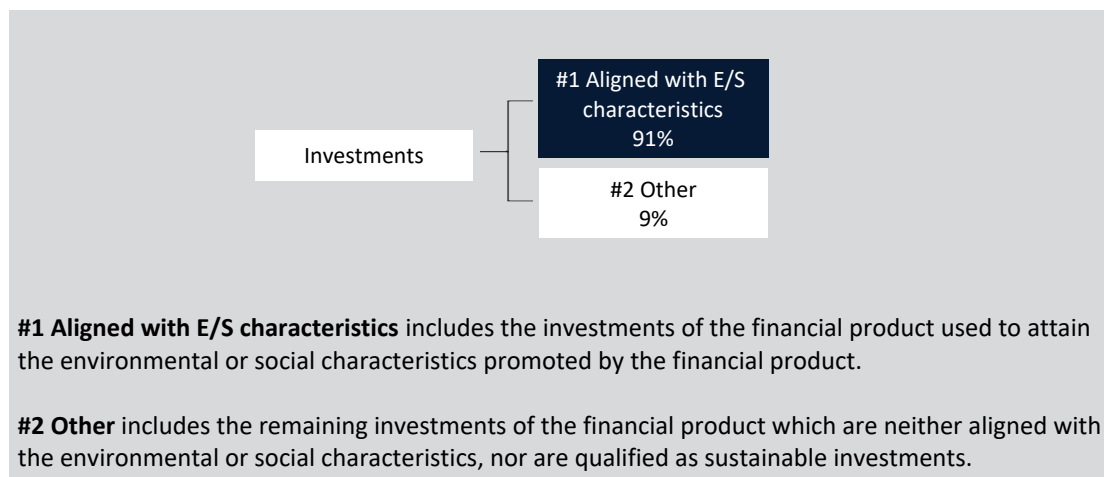 #1 Aligned with E/S
characteristics
91%
Investments
#2 Other
9%
#1 Aligned with E/S characteristics includes the investments of the financial product used to attain
the environmental or social characteristics promoted by the financial product.
#2 Other includes the remaining investments of the financial product which are neither aligned with
the environmental or social characteristics, nor are qualified as sustainable investments.